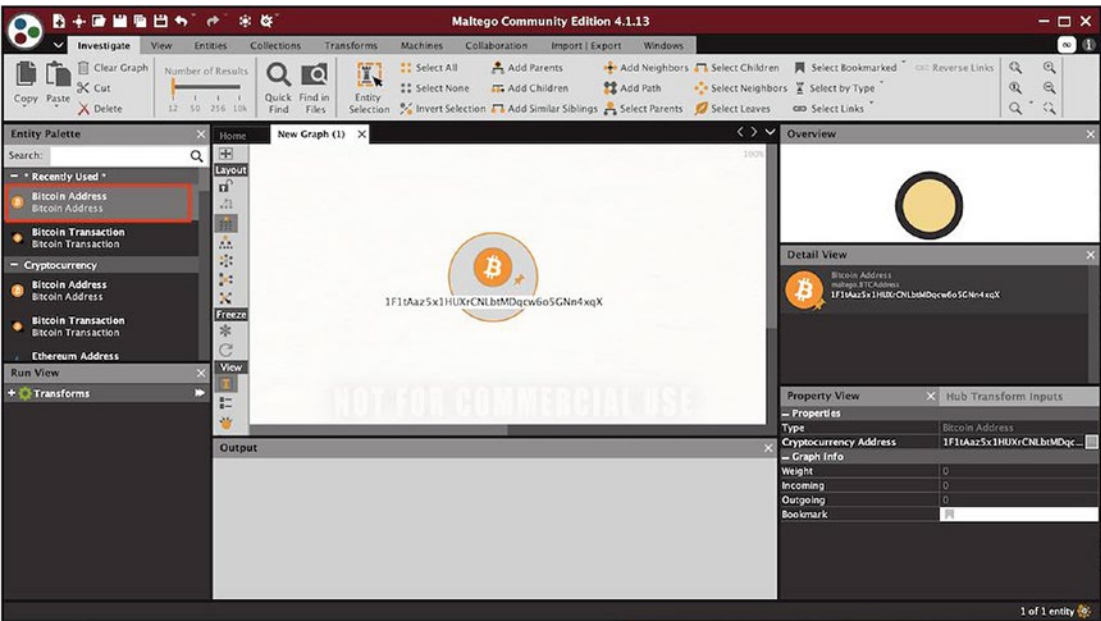 Maltego Community Edition 4.1.13
Investigate View Entities Collections Transforms Machines Collaboration Import | Export Windows
Copy Paste Clear Graph Cut Delete
Number of Results
12 50 256 10k
Quick Find
Find in Files
Entity Selection
Select All Add Parents Add Neighbors Select Children Select Bookmarked Reverse Links
Select None Add Children Add Path Select Neighbors Select by Type
Invert Selection Add Similar Siblings Select Parents Select Leaves Select Links
Entity Palette
Search:
* Recently Used *
Bitcoin Address
Bitcoin Address
Bitcoin Transaction
Bitcoin Transaction
Cryptocurrency
Bitcoin Address
Bitcoin Address
Bitcoin Transaction
Bitcoin Transaction
Ethereum Address
Run View
+ Transforms
Home New Graph (1)
100%
Layout
Freeze
View
1F1tAaz5x1HUXrCNLbtMDqcw6o5GNn4xqX
NOT FOR COMMERCIAL USE
Output
Overview
Detail View
Bitcoin Address
maltego.BTCAddress
1F1tAaz5x1HUXrCNLbtMDqcw6o5GNn4xqX
Property View Hub Transform Inputs
Properties
Type Bitcoin Address
Cryptocurrency Address 1F1tAaz5x1HUXrCNLbtMDqc...
Graph Info
Weight 0
Incoming 0
Outgoing 0
Bookmark
1 of 1 entity